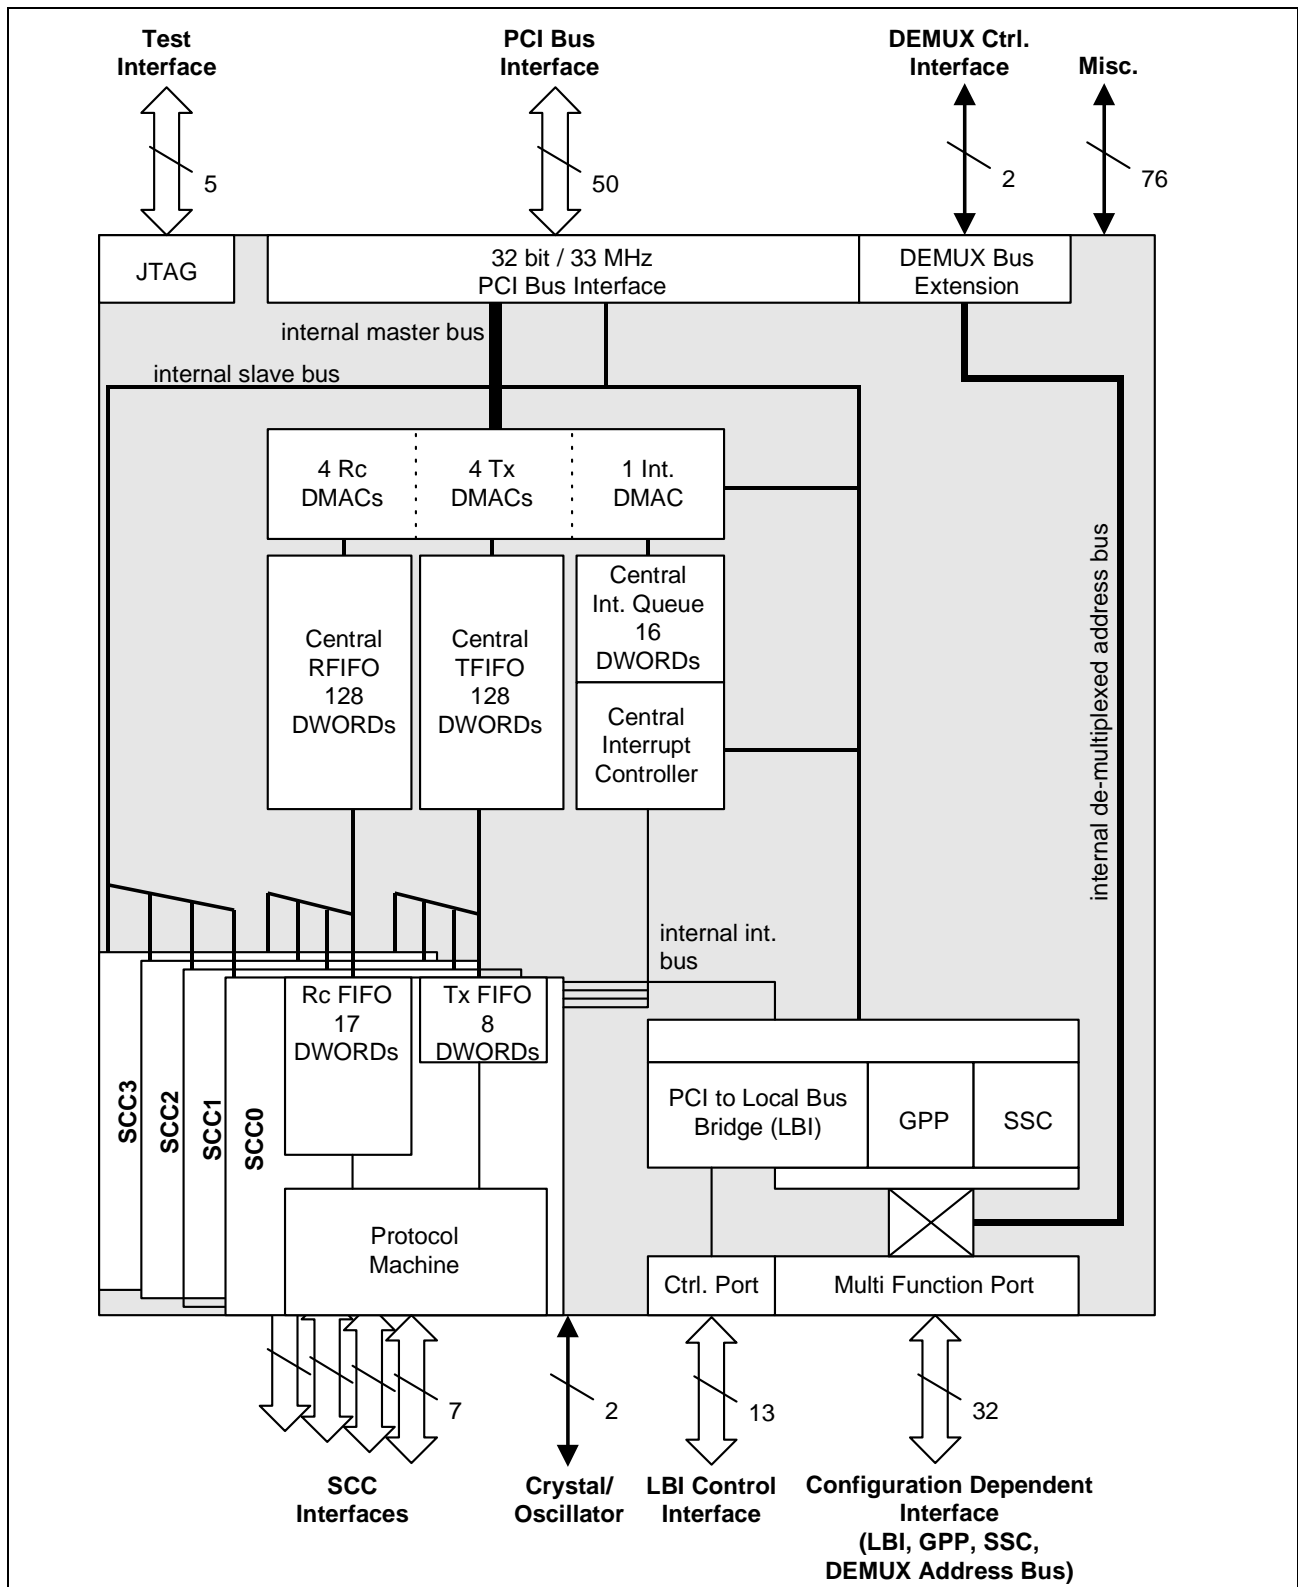 Test
Interface
PCI Bus
Interface
DEMUX Ctrl.
Interface
Misc.
5
50
2
76
JTAG
32 bit / 33 MHz
PCI Bus Interface
DEMUX Bus
Extension
internal master bus
internal slave bus
4 Rc
DMACs
4 Tx
DMACs
1 Int.
DMAC
Central
RFIFO
128
DWORDs
Central
TFIFO
128
DWORDs
Central
Int. Queue
16
DWORDs
Central
Interrupt
Controller
internal de-multiplexed address bus
internal int.
bus
SCC3
SCC2
SCC1
SCC0
Rc FIFO
17
DWORDs
Tx FIFO
8
DWORDs
PCI to Local Bus
Bridge (LBI)
GPP
SSC
Protocol
Machine
Ctrl. Port
Multi Function Port
7
2
13
32
SCC
Interfaces
Crystal/
Oscillator
LBI Control
Interface
Configuration Dependent
Interface
(LBI, GPP, SSC,
DEMUX Address Bus)